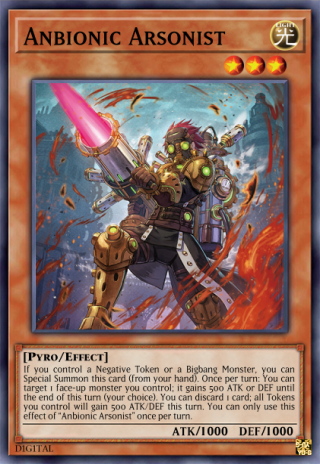 Anbionic Arsonist
LIGHT
光
[Pyro/Effect]
If you control a Negative Token or a Bigbang Monster, you can
Special Summon this card (from your hand). Once per turn: You can
target 1 face-up monster you control; it gains 500 ATK or DEF until
the end of this turn (your choice). You can discard 1 card; all Tokens
you control will gain 500 ATK/DEF this turn. You can only use this
effect of "Anbionic Arsonist" once per turn.
ATK/1000 DEF/1000
DIGITAL